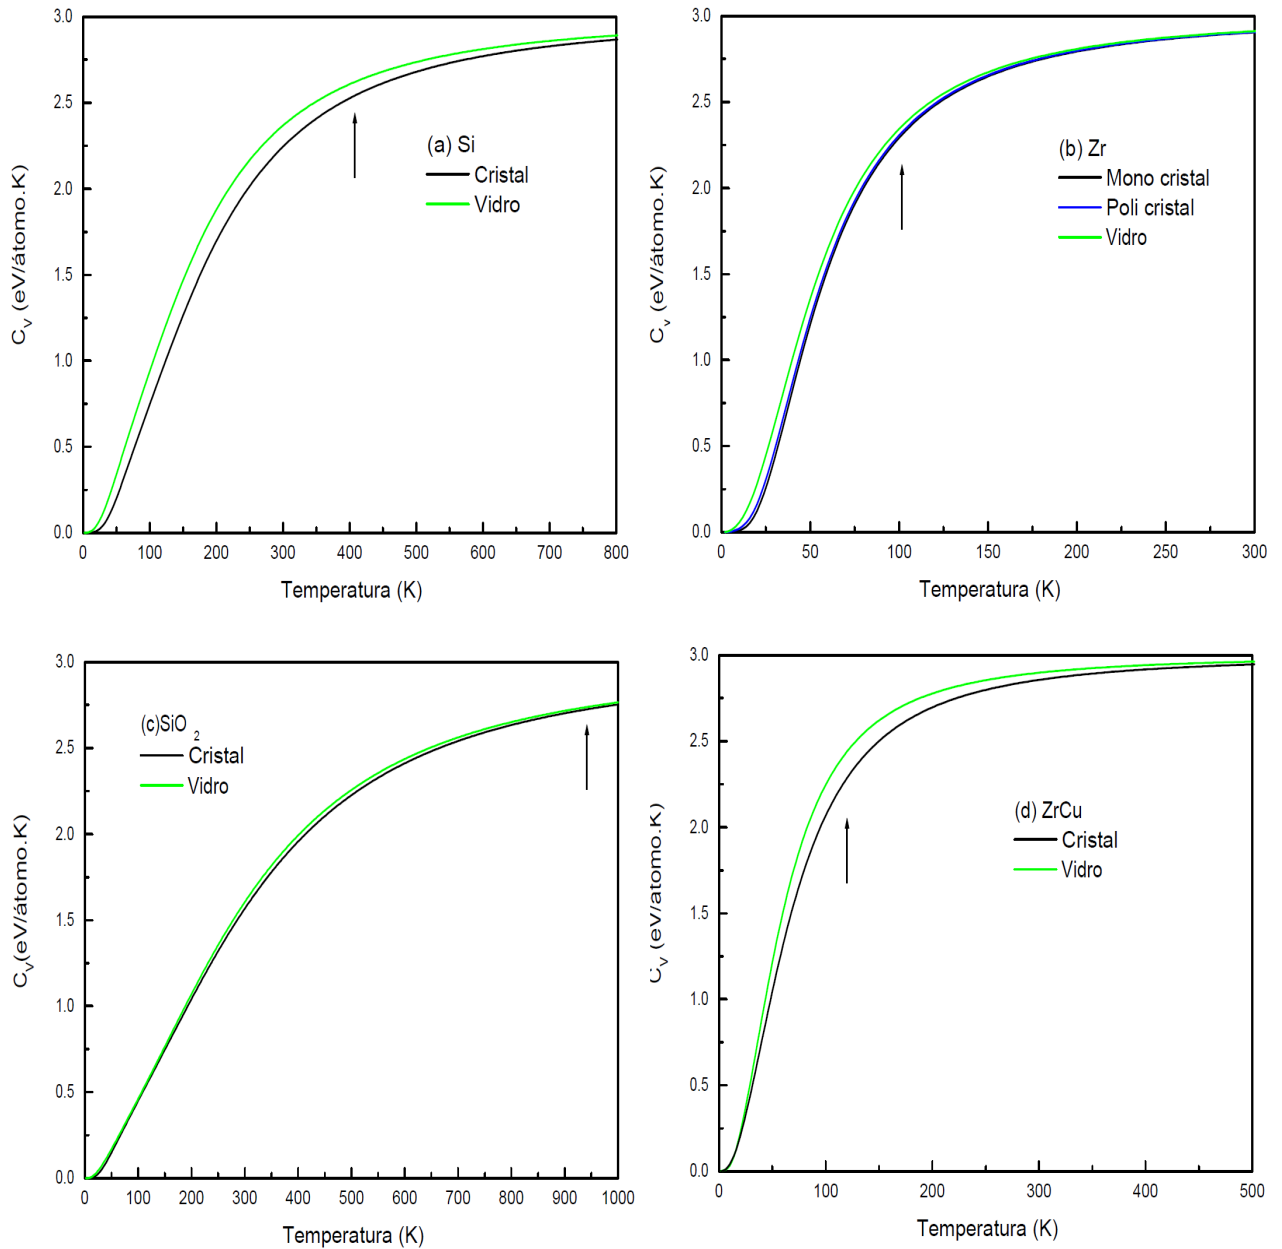 3.0
2.5
2.0
1.5
1.0
0.5
0.0
C_v (eV/átomo.K)
(a) Si
Cristal
Vidro
0 100 200 300 400 500 600 700 800
Temperatura (K)
3.0
2.5
2.0
1.5
1.0
0.5
0.0
C_v (eV/átomo.K)
(b) Zr
Mono cristal
Poli cristal
Vidro
0 50 100 150 200 250 300
Temperatura (K)
3.0
2.5
2.0
1.5
1.0
0.5
0.0
C_v(eV/átomo.K)
(c)SiO_2
Cristal
Vidro
0 100 200 300 400 500 600 700 800 900 1000
Temperatura (K)
3.0
2.5
2.0
1.5
1.0
0.5
0.0
C_v (eV/atomo.K)
(d) ZrCu
Cristal
Vidro
0 100 200 300 400 500
Temperatura (K)